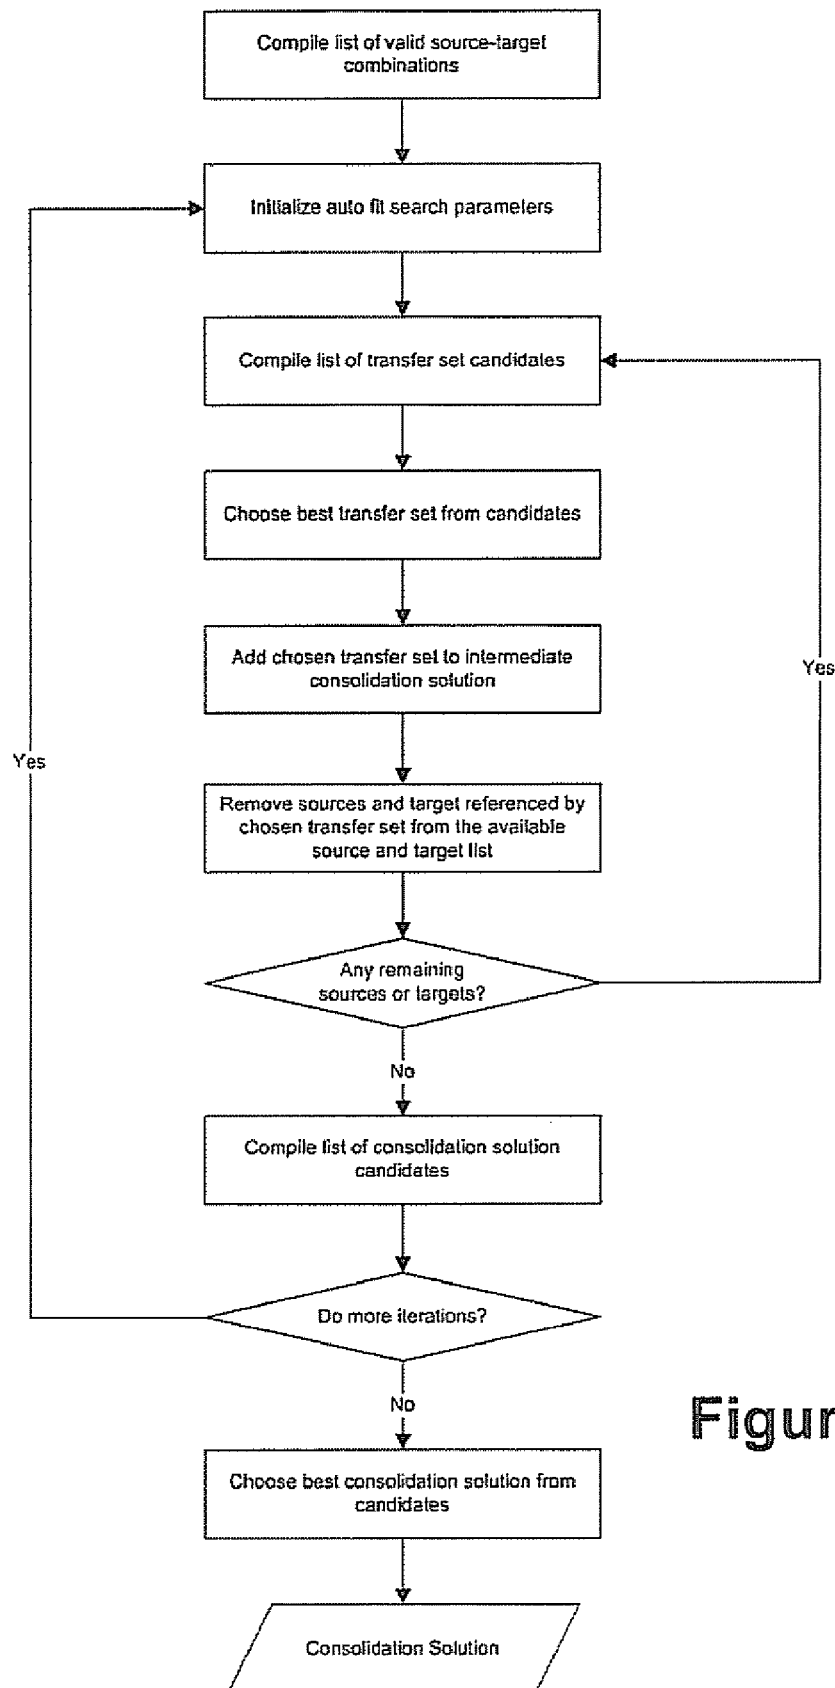 Compile list of valid source-target
combinations
Initialize auto fit search parameters
Compile list of transfer set candidates
Choose best transfer set from candidates
Add chosen transfer set to intermediate
consolidation solution
Yes
Yes
Remove sources and target referenced by
chosen transfer set from the available
source and target list
Any remaining
sources or targets?
No
Compile list of consolidation solution
candidates
Do more iterations?
No
Figur
Choose best consolidation solution from
candidates
Consolidation Solution